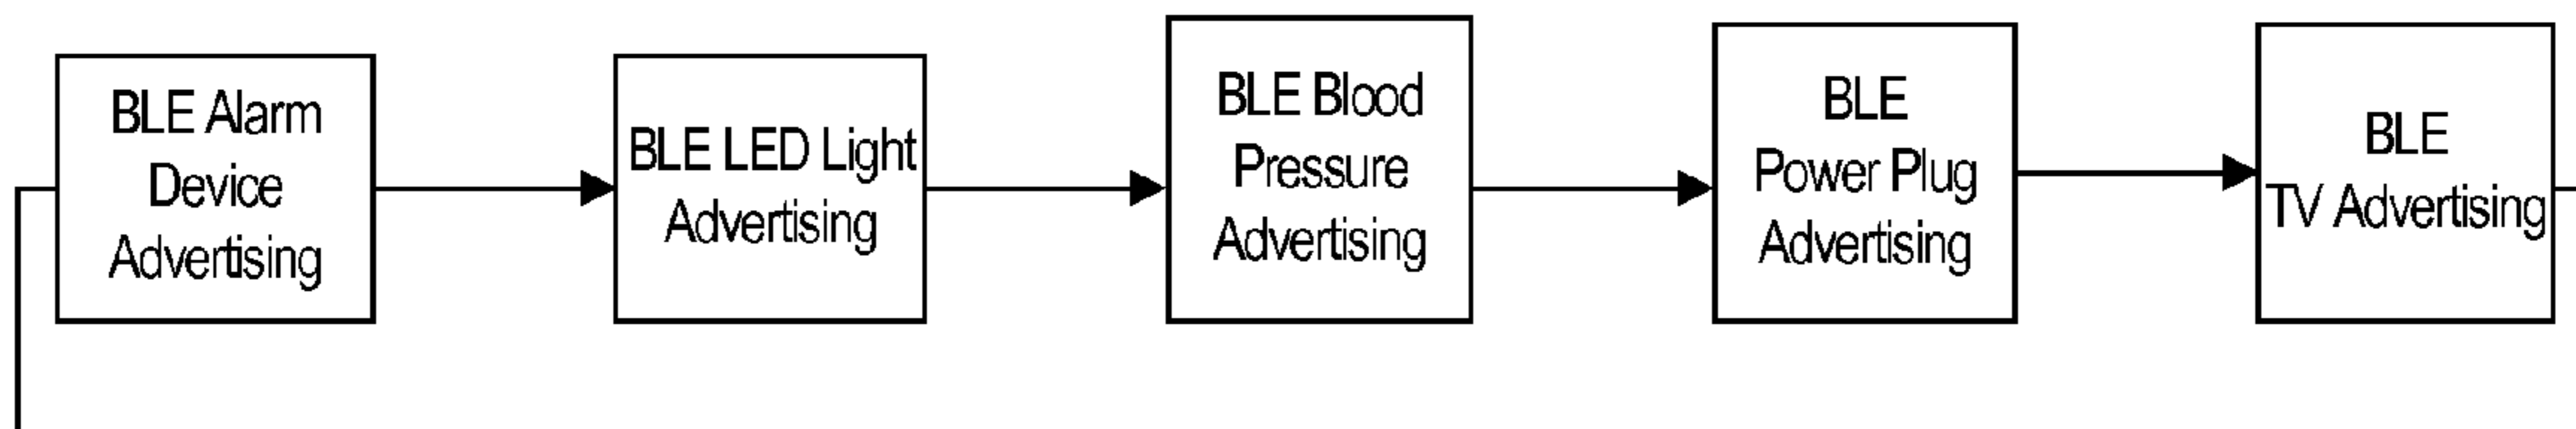 BLE Alarm
Device
Advertising
BLE LED Light
Advertising
BLE Blood
Pressure
Advertising
BLE
Power Plug
Advertising
BLE
TV Advertising